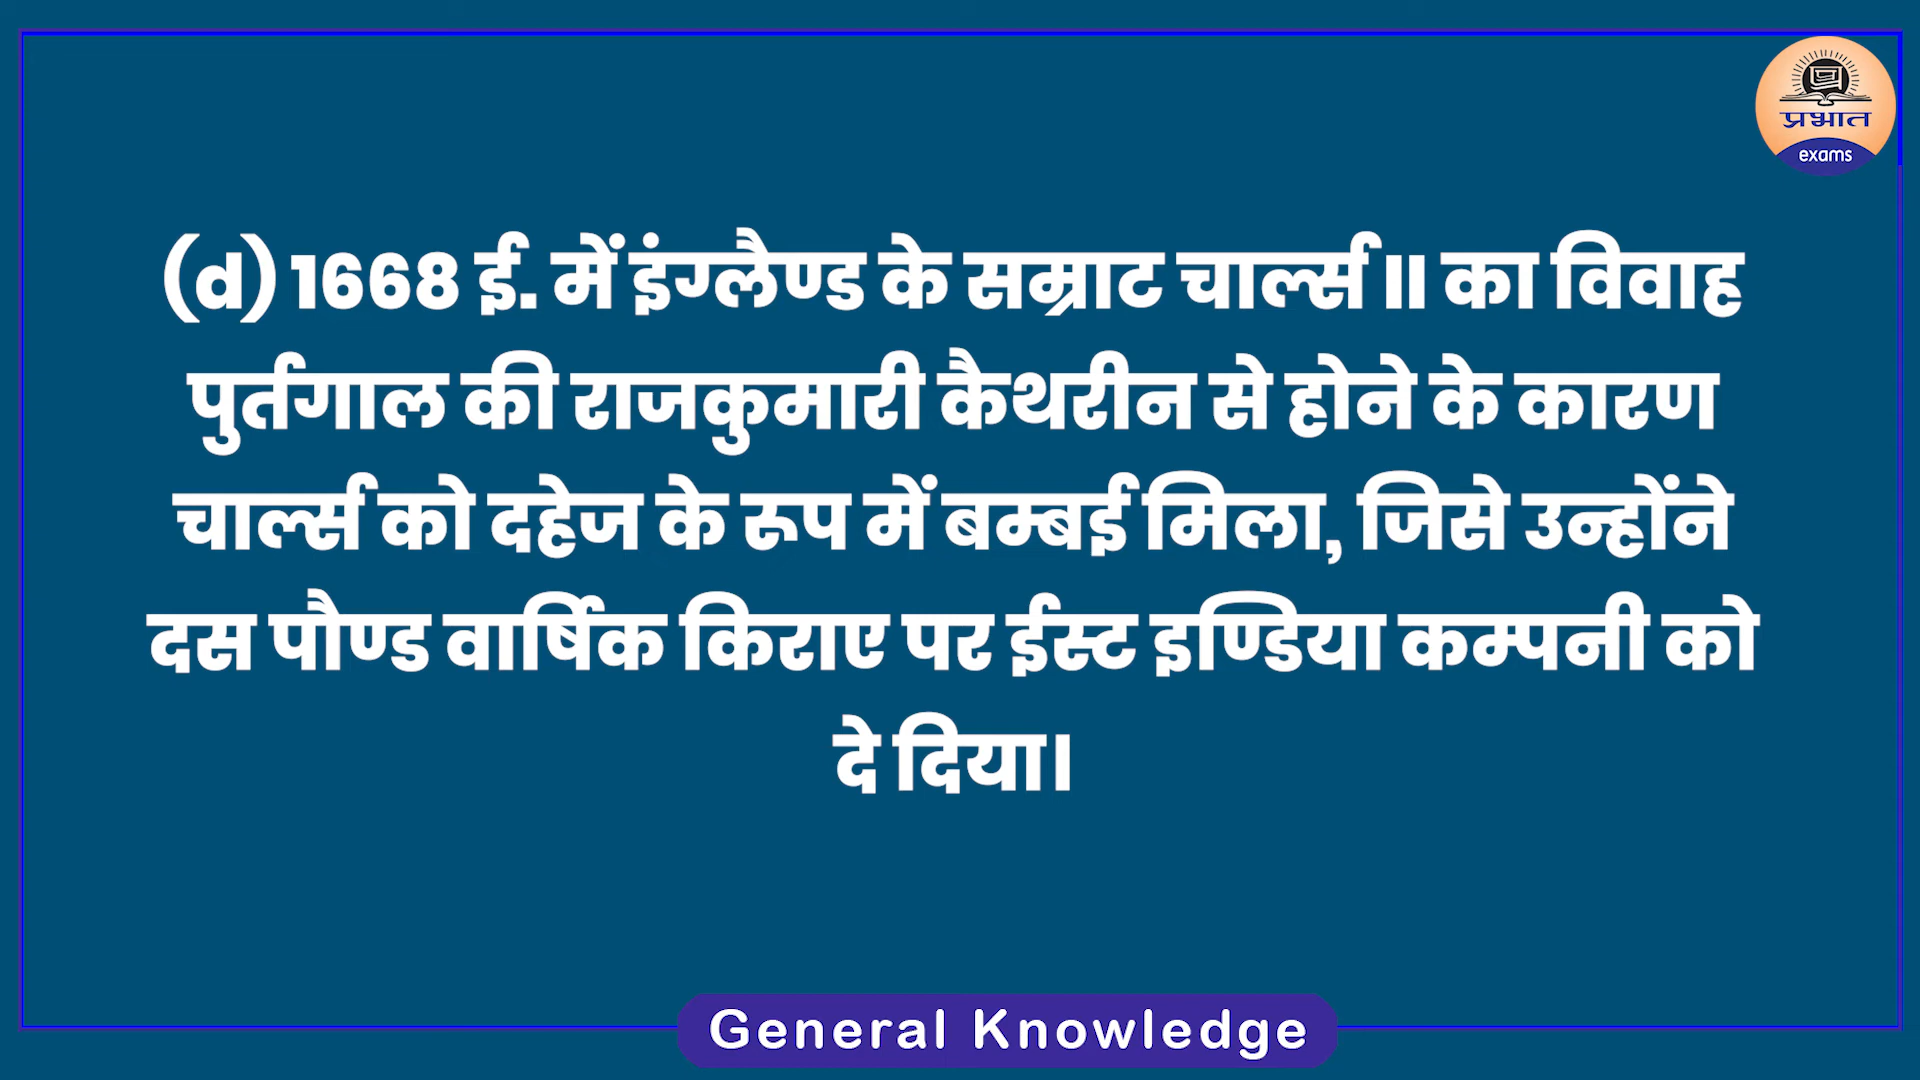 प्रभात
exams
(d) 1668 ई. में इंग्लैण्ड के सम्राट चार्ल्स II का विवाह
पुर्तगाल की राजकुमारी कैथरीन से होने के कारण
चार्ल्स को दहेज के रूप में बम्बई मिला, जिसे उन्होंने
दस पौण्ड वार्षिक किराए पर ईस्ट इण्डिया कम्पनी को
दे दिया।
General Knowledge